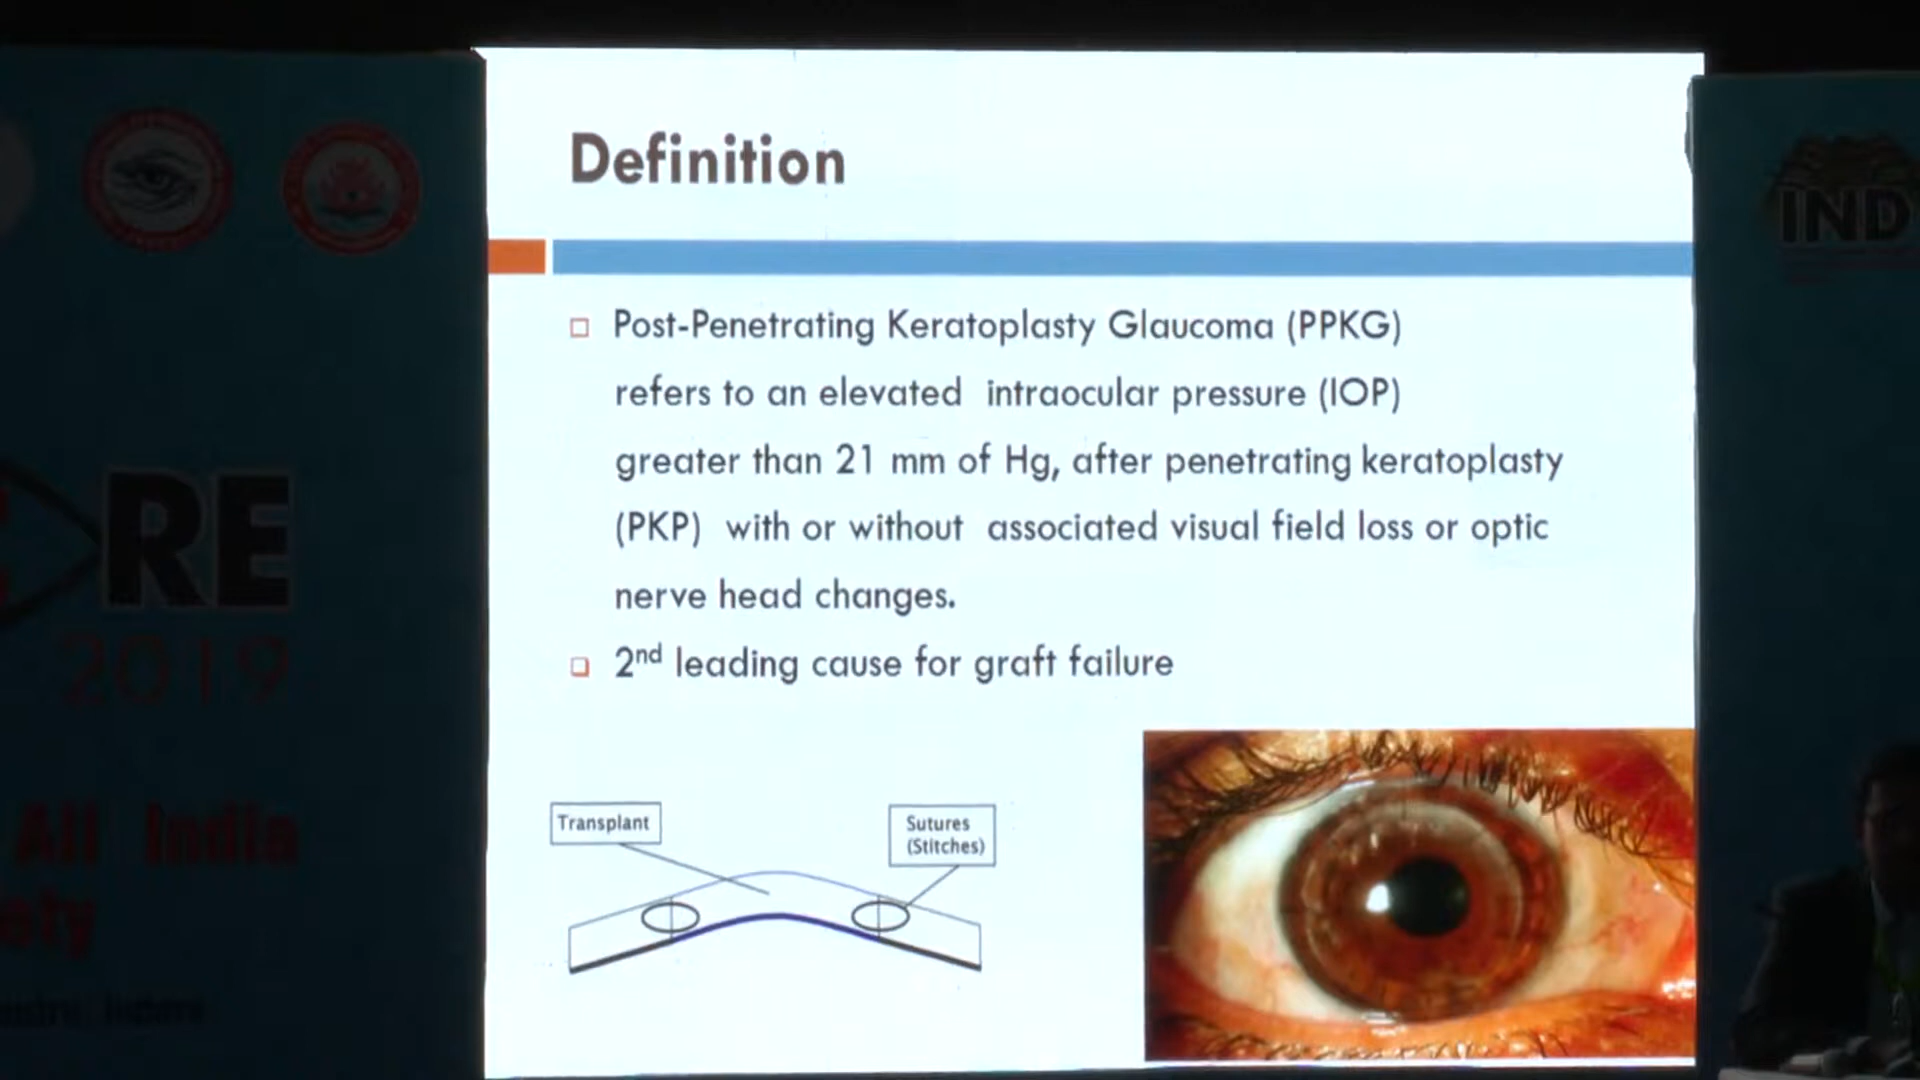 Definition
Post-Penetrating Keratoplasty Glaucoma (PPKG)
refers to an elevated intraocular pressure (IOP)
greater than 21 mm of Hg, after penetrating keratoplasty
(PKP) with or without associated visual field loss or optic
nerve head changes.
2nd leading cause for graft failure
Transplant
Sutures
(Stitches)
RE
2019
All India
IND